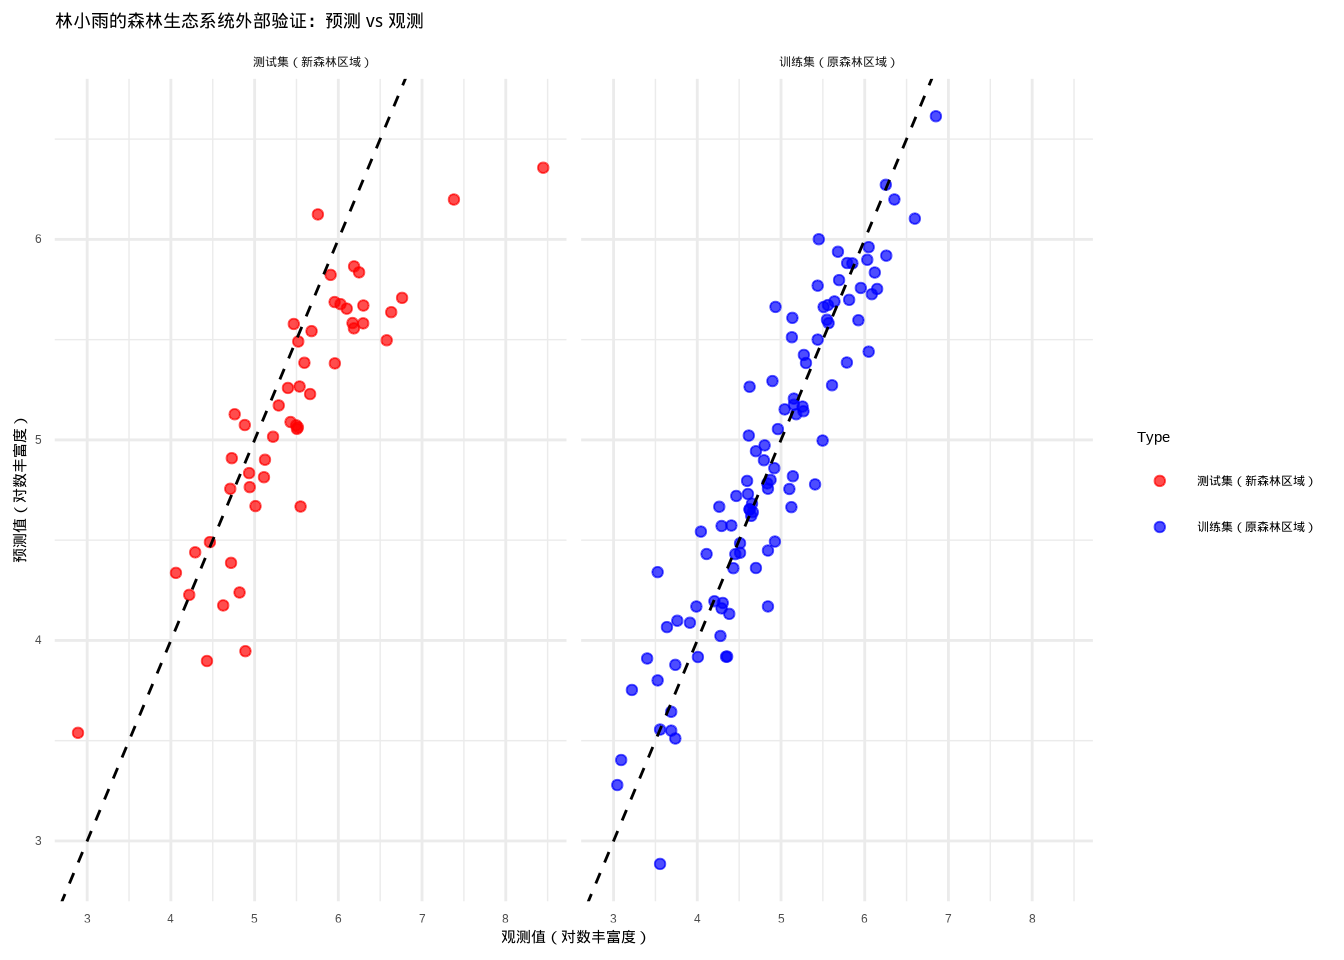 林小雨的森林生态系统外部验证：预测 vs 观测
测试集（新森林区域）
训练集（原森林区域）
预测值（对数丰富度）
6
5
4
3
3 4 5 6 7 8
3 4 5 6 7 8
观测值（对数丰富度）
Type
测试集（新森林区域）
训练集（原森林区域）